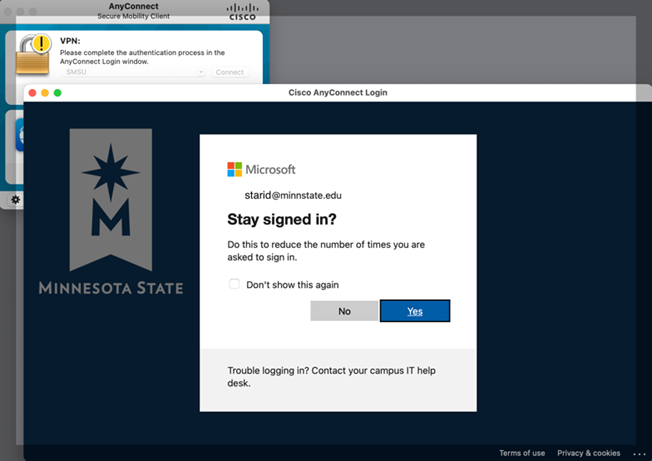 AnyConnect
Secure Mobility Client
CISCO
VPN:
Please complete the authentication process in the
AnyConnect Login window.
SMSU
Connect
Cisco AnyConnect Login
M
MINNESOTA STATE
Microsoft
starid@minnstate.edu
Stay signed in?
Do this to reduce the number of times you are
asked to sign in.
Don't show this again
No
Yes
Trouble logging in? Contact your campus IT help
desk.
Terms of use
Privacy & cookies
...